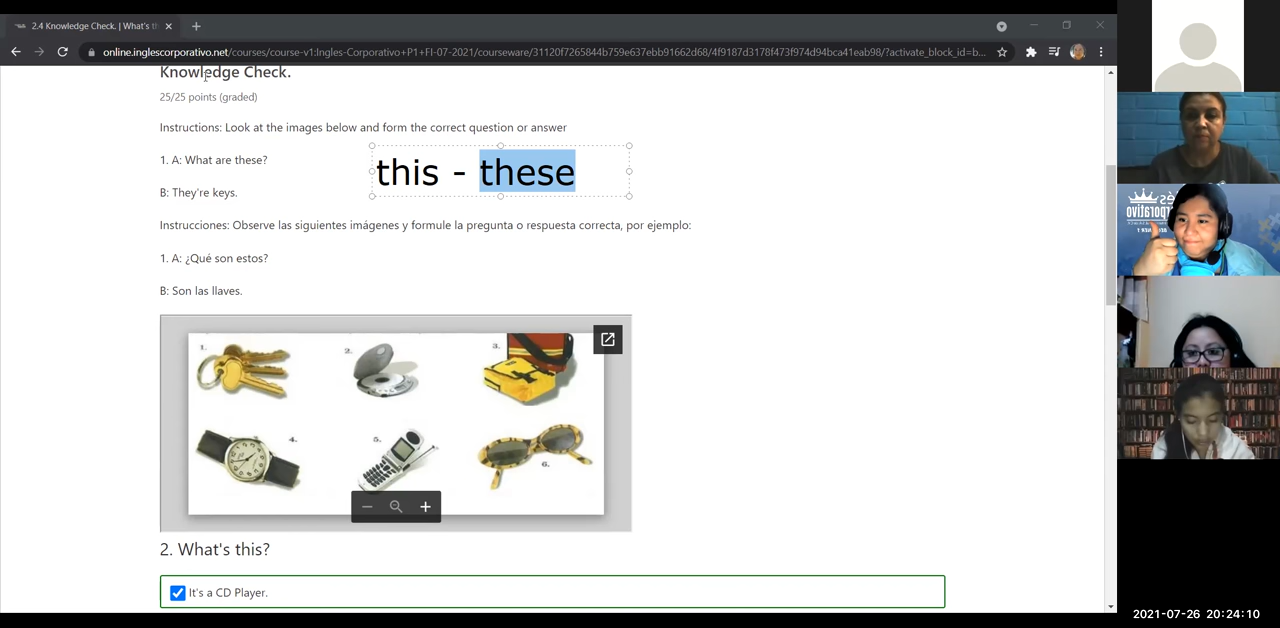 2.4 Knowledge Check. | What's th
online.inglescorporativo.net/courses/course-v1:Ingles-Corporativo+P1+FI-07-2021/courseware/31120f7265844b759e637ebb91662d68/4f9187d3178f473f974d94bca41eab98/?activate_block_id=b...
Knowledge Check.
25/25 points (graded)
Instructions: Look at the images below and form the correct question or answer
1. A: What are these?
this - these
B: They're keys.
Instrucciones: Observe las siguientes imágenes y formule la pregunta o respuesta correcta, por ejemplo:
1. A: ¿Qué son estos?
B: Son las llaves.
1.
2.
3.
4.
5.
6.
2. What's this?
It's a CD Player.
2021-07-26 20:24:10